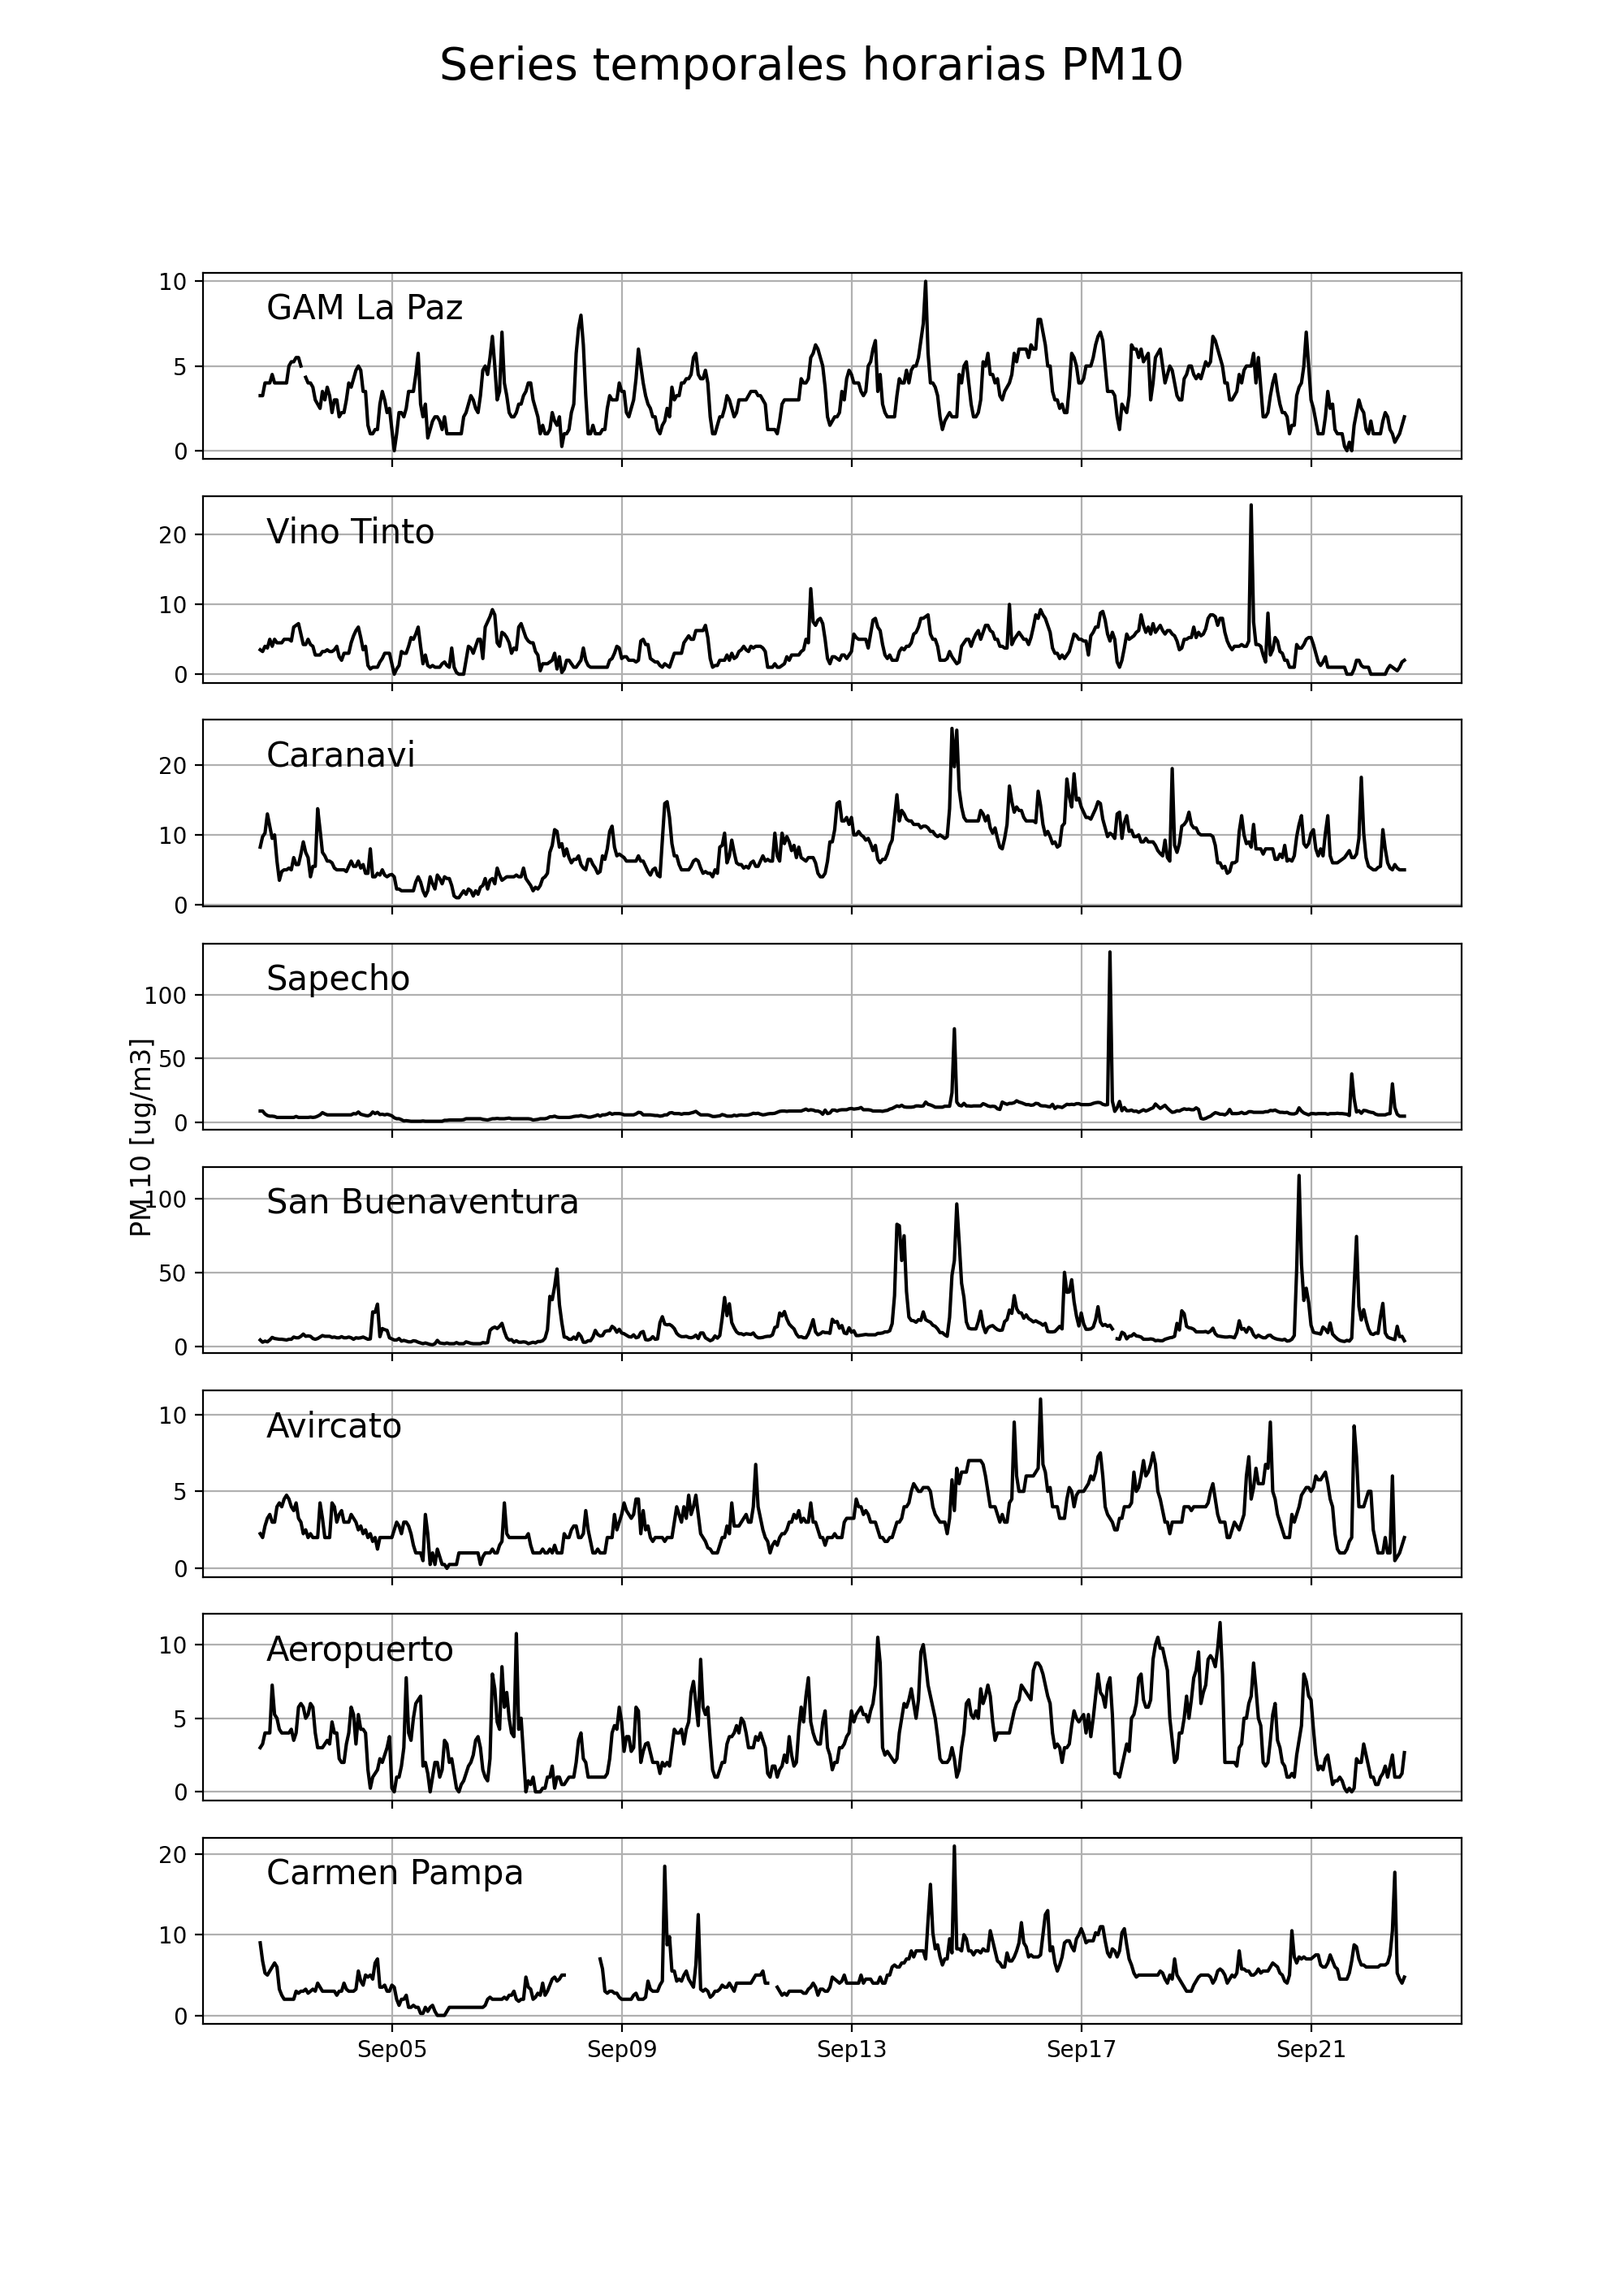 Series temporales horarias PM10
10
GAM La Paz
5
0
Vino Tinto
20
10
0
Caranavi
20
10
0
Sapecho
100
50
0
PM 10 [ug/m3]
San Buenaventura
100
50
0
Avircato
10
5
0
Aeropuerto
10
5
0
20
Carmen Pampa
10
0
Sep05 Sep09 Sep13 Sep17 Sep21